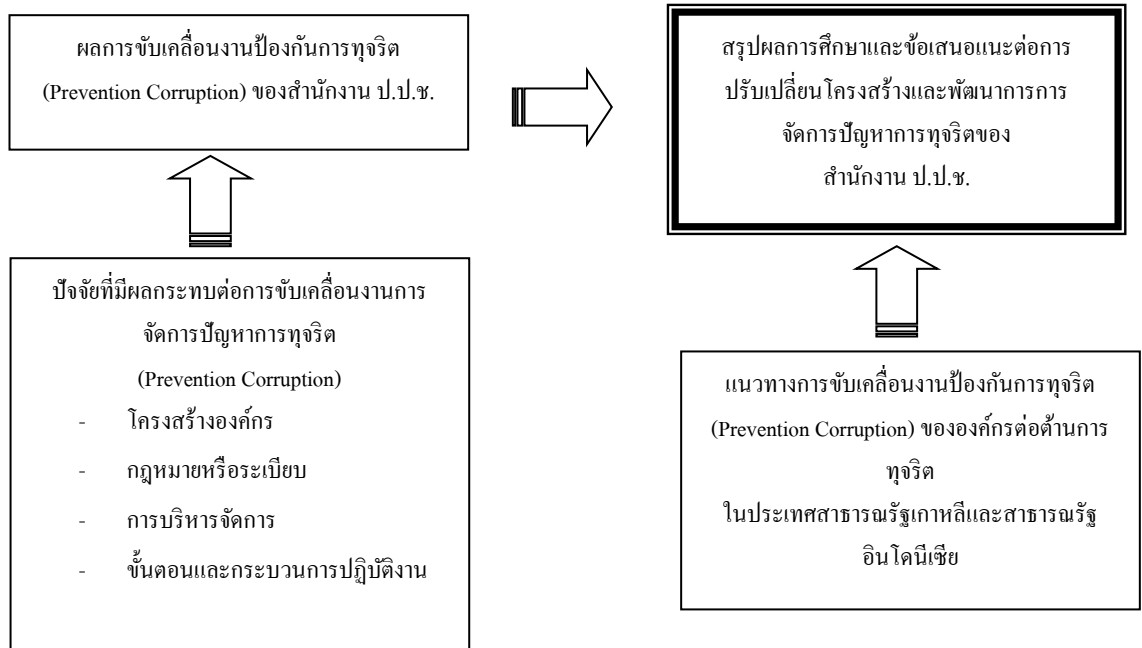 ผลการขับเคลื่อนงานป้องกันการทุจริต
(Prevention Corruption) ของสำนักงาน ป.ป.ช.
สรุปผลการศึกษาและข้อเสนอแนะต่อการ
ปรับเปลี่ยนโครงสร้างและพัฒนาการการ
จัดการปัญหาการทุจริตของ
สำนักงาน ป.ป.ช.
ปัจจัยที่มีผลกระทบต่อการขับเคลื่อนงานการ
จัดการปัญหาการทุจริต
(Prevention Corruption)
- โครงสร้างองค์กร
- กฎหมายหรือระเบียบ
- การบริหารจัดการ
- ขั้นตอนและกระบวนการปฏิบัติงาน
แนวทางการขับเคลื่อนงานป้องกันการทุจริต
(Prevention Corruption) ขององค์กรต่อต้านการ
ทุจริต
ในประเทศสาธารณรัฐเกาหลีและสาธารณรัฐ
อินโดนีเซีย